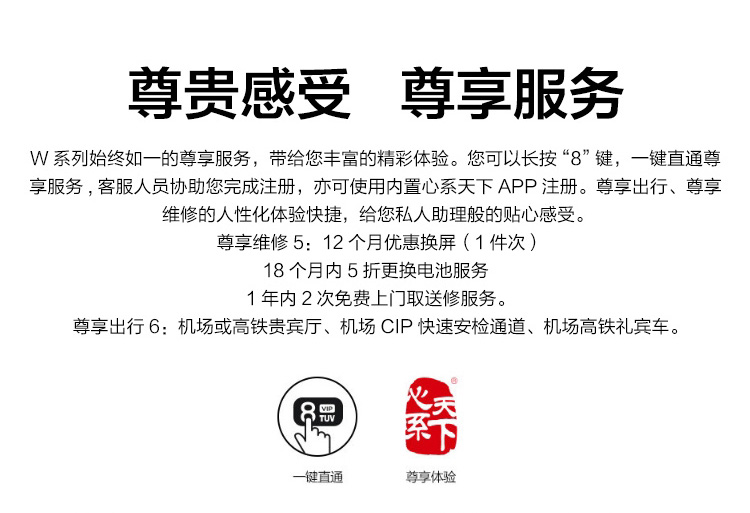 尊贵感受 尊享服务
W 系列始终如一的尊享服务，带给您丰富的精彩体验。您可以长按 “8” 键，一键直通尊
享服务 , 客服人员协助您完成注册，亦可使用内置心系天下 APP 注册。尊享出行、尊享
维修的人性化体验快捷，给您私人助理般的贴心感受。
尊享维修 5：12 个月优惠换屏（ 1 件次 ）
18 个月内 5 折更换电池服务
1 年内 2 次免费上门取送修服务。
尊享出行 6：机场或高铁贵宾厅、机场 CIP 快速安检通道、机场高铁礼宾车。
8 VIP TUV
心系天下 ®
一键直通
尊享体验